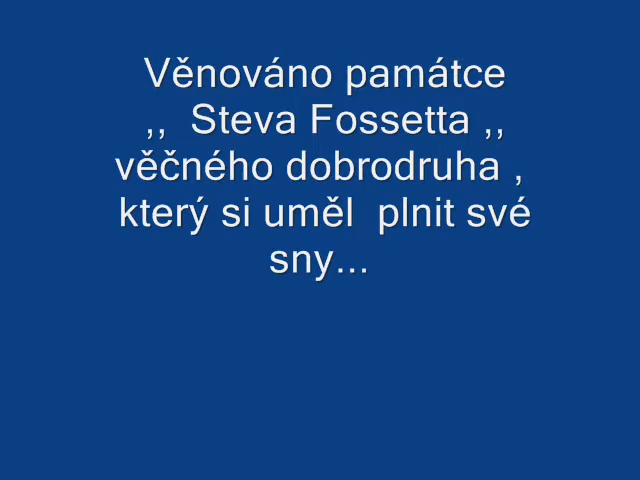 Věnováno památce
,,  Steva Fossetta ,,
věčného dobrodruha ,
který si uměl  plnit své
sny...